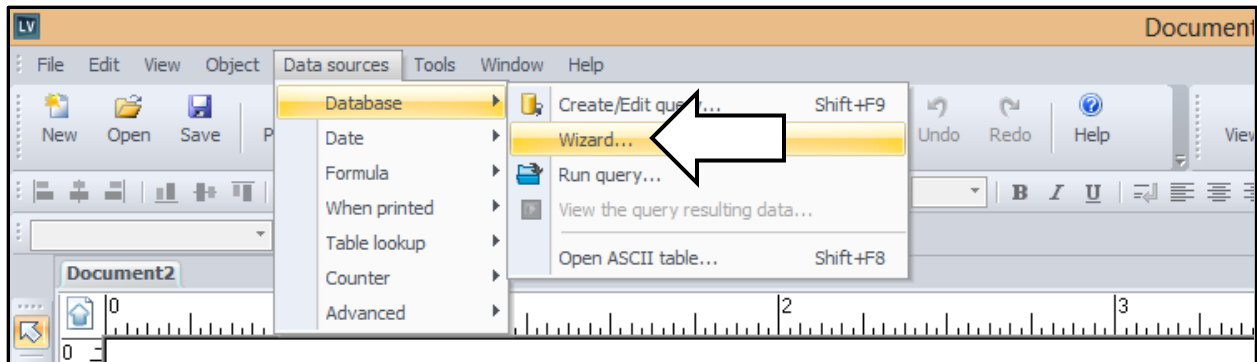 LV
Document
File Edit View Object Data sources Tools Window Help
New Open Save P
Undo Redo Help View
Database
Date
Formula
When printed
Table lookup
Counter
Advanced
Create/Edit query... Shift+F9
Wizard...
Run query...
View the query resulting data...
Open ASCII table... Shift+F8
B I U
Document2
0 2 3
0